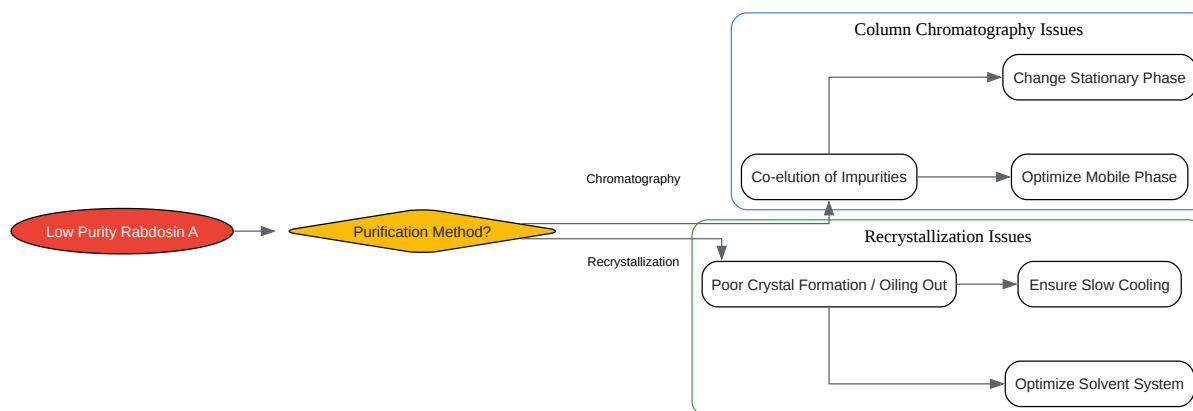 Column Chromatography Issues
Change Stationary Phase
Co-elution of Impurities
Optimize Mobile Phase
Chromatography
Low Purity Rabdosin A
Purification Method?
Recrystallization
Recrystallization Issues
Poor Crystal Formation / Oiling Out
Ensure Slow Cooling
Optimize Solvent System